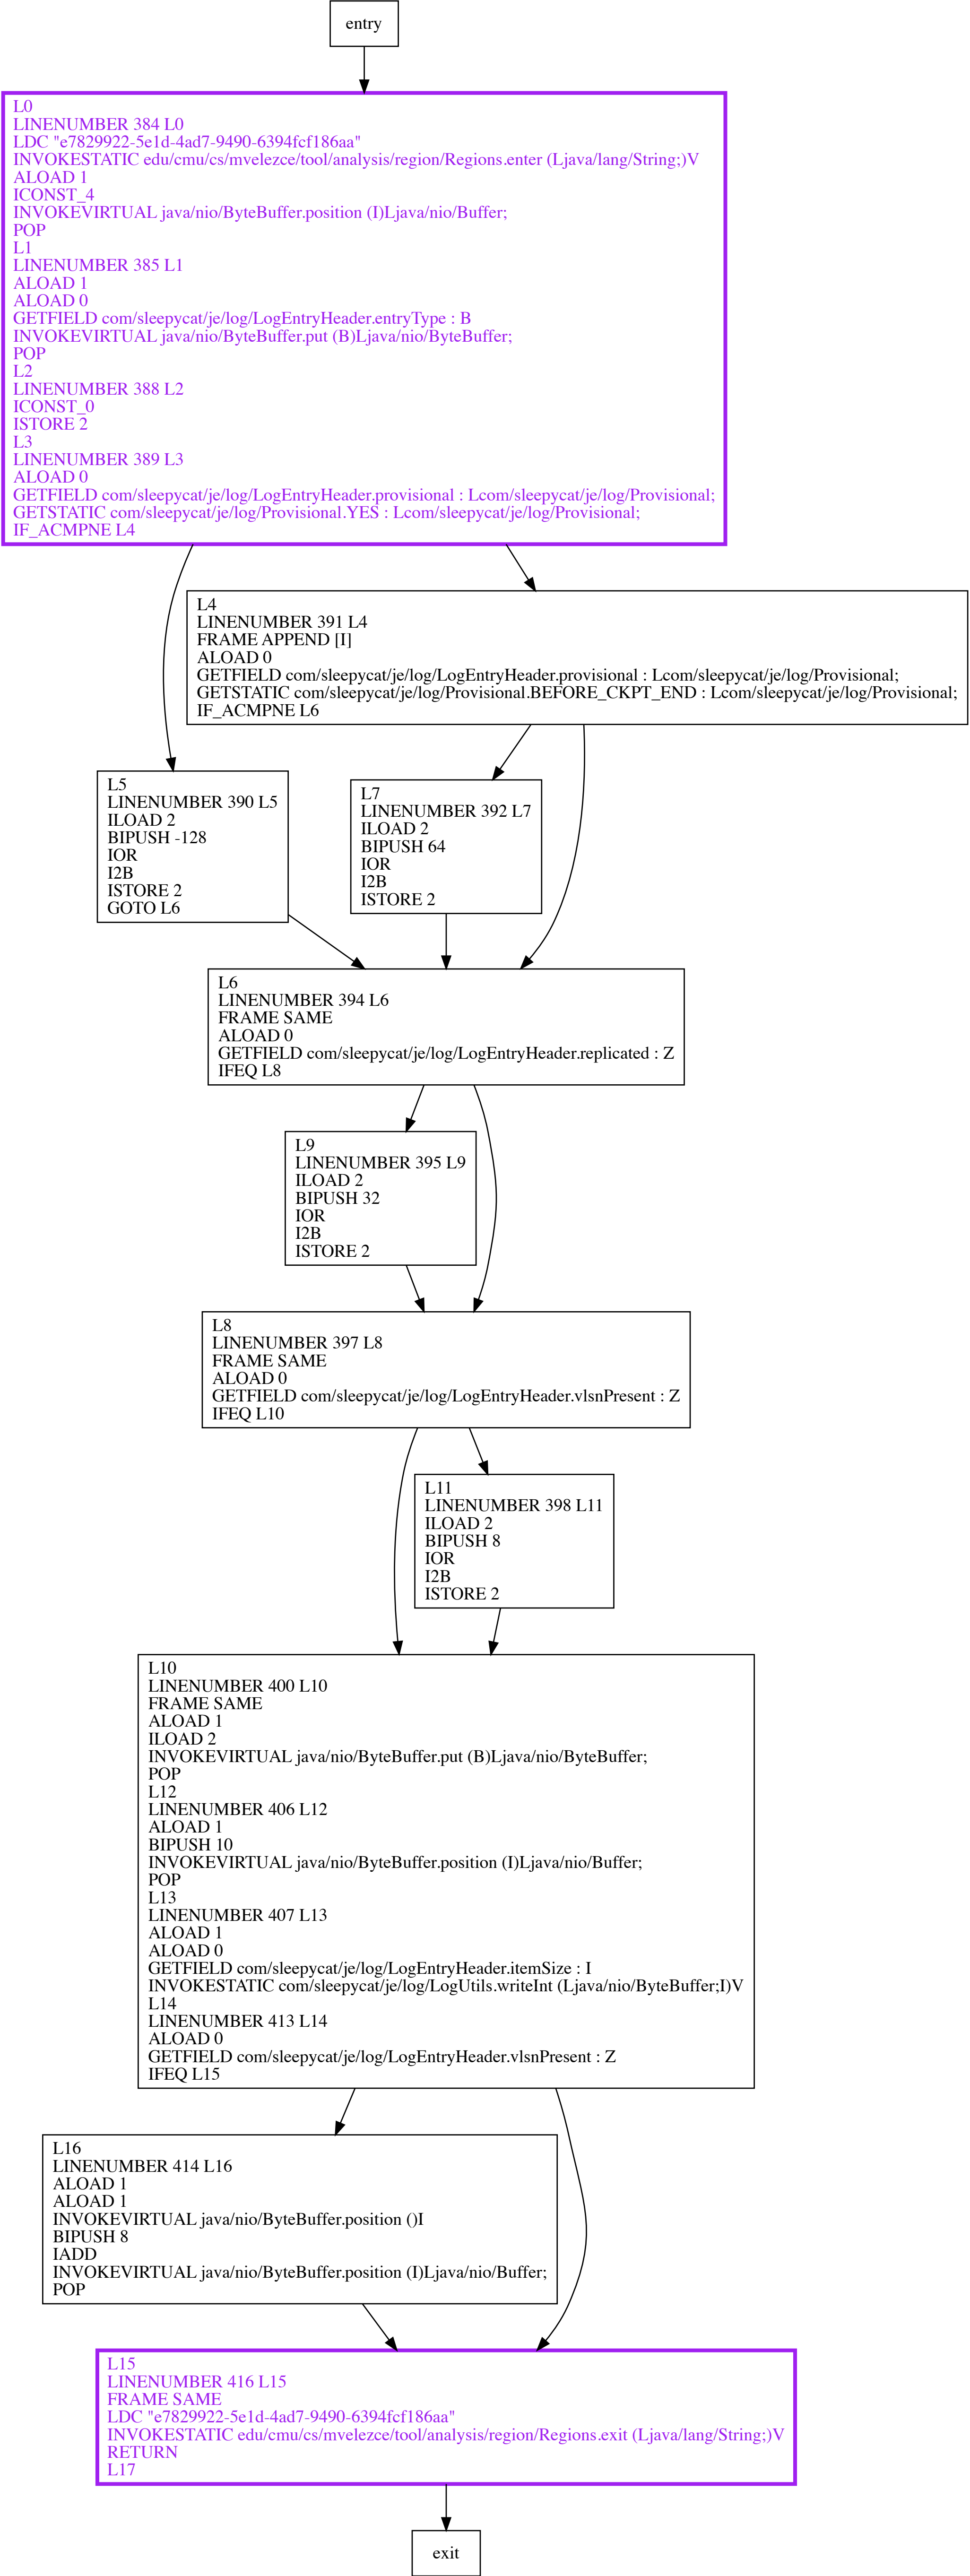 entry
L0
LINENUMBER 384 L0
LDC "e7829922-5e1d-4ad7-9490-6394fcf186aa"
INVOKESTATIC edu/cmu/cs/mvelezce/tool/analysis/region/Regions.enter (Ljava/lang/String;)V
ALOAD 1
ICONST_4
INVOKEVIRTUAL java/nio/ByteBuffer.position (I)Ljava/nio/Buffer;
POP
L1
LINENUMBER 385 L1
ALOAD 1
ALOAD 0
GETFIELD com/sleepycat/je/log/LogEntryHeader.entryType : B
INVOKEVIRTUAL java/nio/ByteBuffer.put (B)Ljava/nio/ByteBuffer;
POP
L2
LINENUMBER 388 L2
ICONST_0
ISTORE 2
L3
LINENUMBER 389 L3
ALOAD 0
GETFIELD com/sleepycat/je/log/LogEntryHeader.provisional : Lcom/sleepycat/je/log/Provisional;
GETSTATIC com/sleepycat/je/log/Provisional.YES : Lcom/sleepycat/je/log/Provisional;
IF_ACMPNE L4
L4
LINENUMBER 391 L4
FRAME APPEND [I]
ALOAD 0
GETFIELD com/sleepycat/je/log/LogEntryHeader.provisional : Lcom/sleepycat/je/log/Provisional;
GETSTATIC com/sleepycat/je/log/Provisional.BEFORE_CKPT_END : Lcom/sleepycat/je/log/Provisional;
IF_ACMPNE L6
L5
LINENUMBER 390 L5
ILOAD 2
BIPUSH -128
IOR
I2B
ISTORE 2
GOTO L6
L7
LINENUMBER 392 L7
ILOAD 2
BIPUSH 64
IOR
I2B
ISTORE 2
L6
LINENUMBER 394 L6
FRAME SAME
ALOAD 0
GETFIELD com/sleepycat/je/log/LogEntryHeader.replicated : Z
IFEQ L8
L9
LINENUMBER 395 L9
ILOAD 2
BIPUSH 32
IOR
I2B
ISTORE 2
L8
LINENUMBER 397 L8
FRAME SAME
ALOAD 0
GETFIELD com/sleepycat/je/log/LogEntryHeader.vlsnPresent : Z
IFEQ L10
L11
LINENUMBER 398 L11
ILOAD 2
BIPUSH 8
IOR
I2B
ISTORE 2
L10
LINENUMBER 400 L10
FRAME SAME
ALOAD 1
ILOAD 2
INVOKEVIRTUAL java/nio/ByteBuffer.put (B)Ljava/nio/ByteBuffer;
POP
L12
LINENUMBER 406 L12
ALOAD 1
BIPUSH 10
INVOKEVIRTUAL java/nio/ByteBuffer.position (I)Ljava/nio/Buffer;
POP
L13
LINENUMBER 407 L13
ALOAD 1
ALOAD 0
GETFIELD com/sleepycat/je/log/LogEntryHeader.itemSize : I
INVOKESTATIC com/sleepycat/je/log/LogUtils.writeInt (Ljava/nio/ByteBuffer;I)V
L14
LINENUMBER 413 L14
ALOAD 0
GETFIELD com/sleepycat/je/log/LogEntryHeader.vlsnPresent : Z
IFEQ L15
L16
LINENUMBER 414 L16
ALOAD 1
ALOAD 1
INVOKEVIRTUAL java/nio/ByteBuffer.position ()I
BIPUSH 8
IADD
INVOKEVIRTUAL java/nio/ByteBuffer.position (I)Ljava/nio/Buffer;
POP
L15
LINENUMBER 416 L15
FRAME SAME
LDC "e7829922-5e1d-4ad7-9490-6394fcf186aa"
INVOKESTATIC edu/cmu/cs/mvelezce/tool/analysis/region/Regions.exit (Ljava/lang/String;)V
RETURN
L17
exit